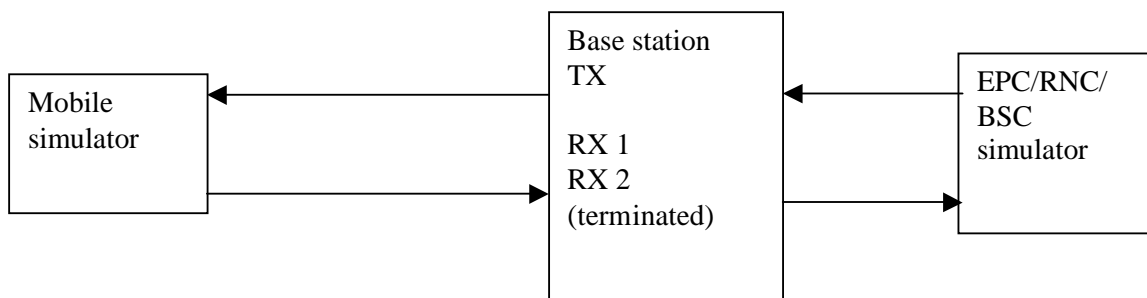 Mobile
simulator
Base station
TX
RX 1
RX 2
(terminated)
EPC/RNC/
BSC
simulator